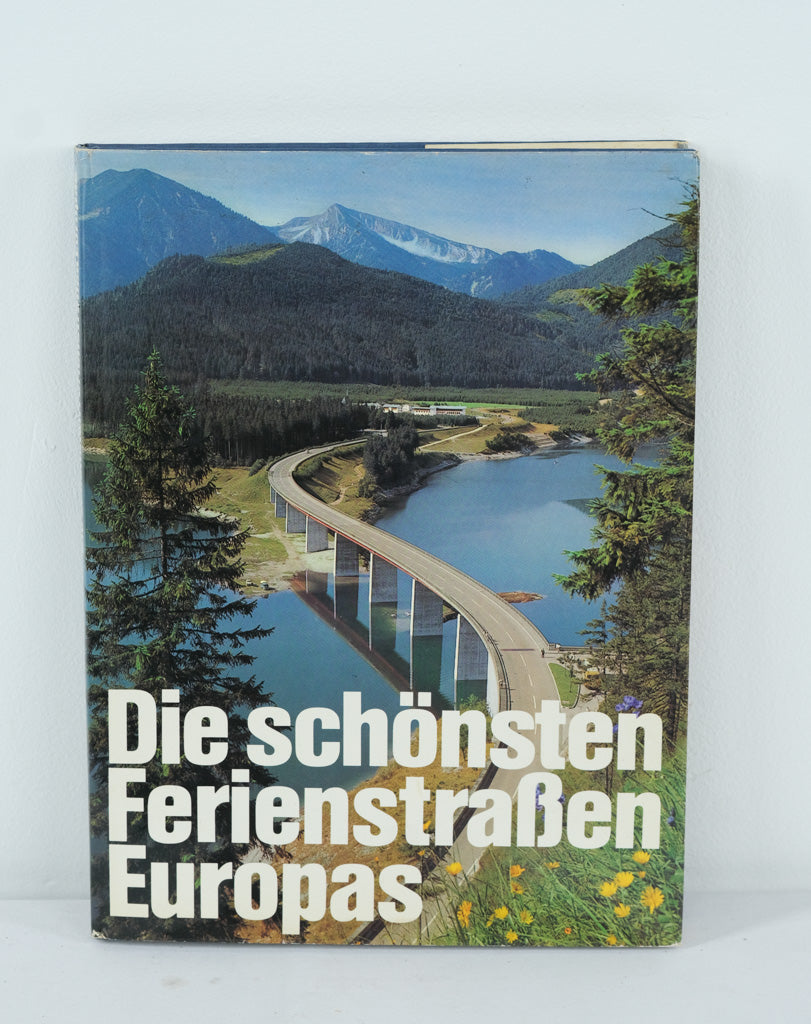 Die schönsten
Ferienstraßen
Europas